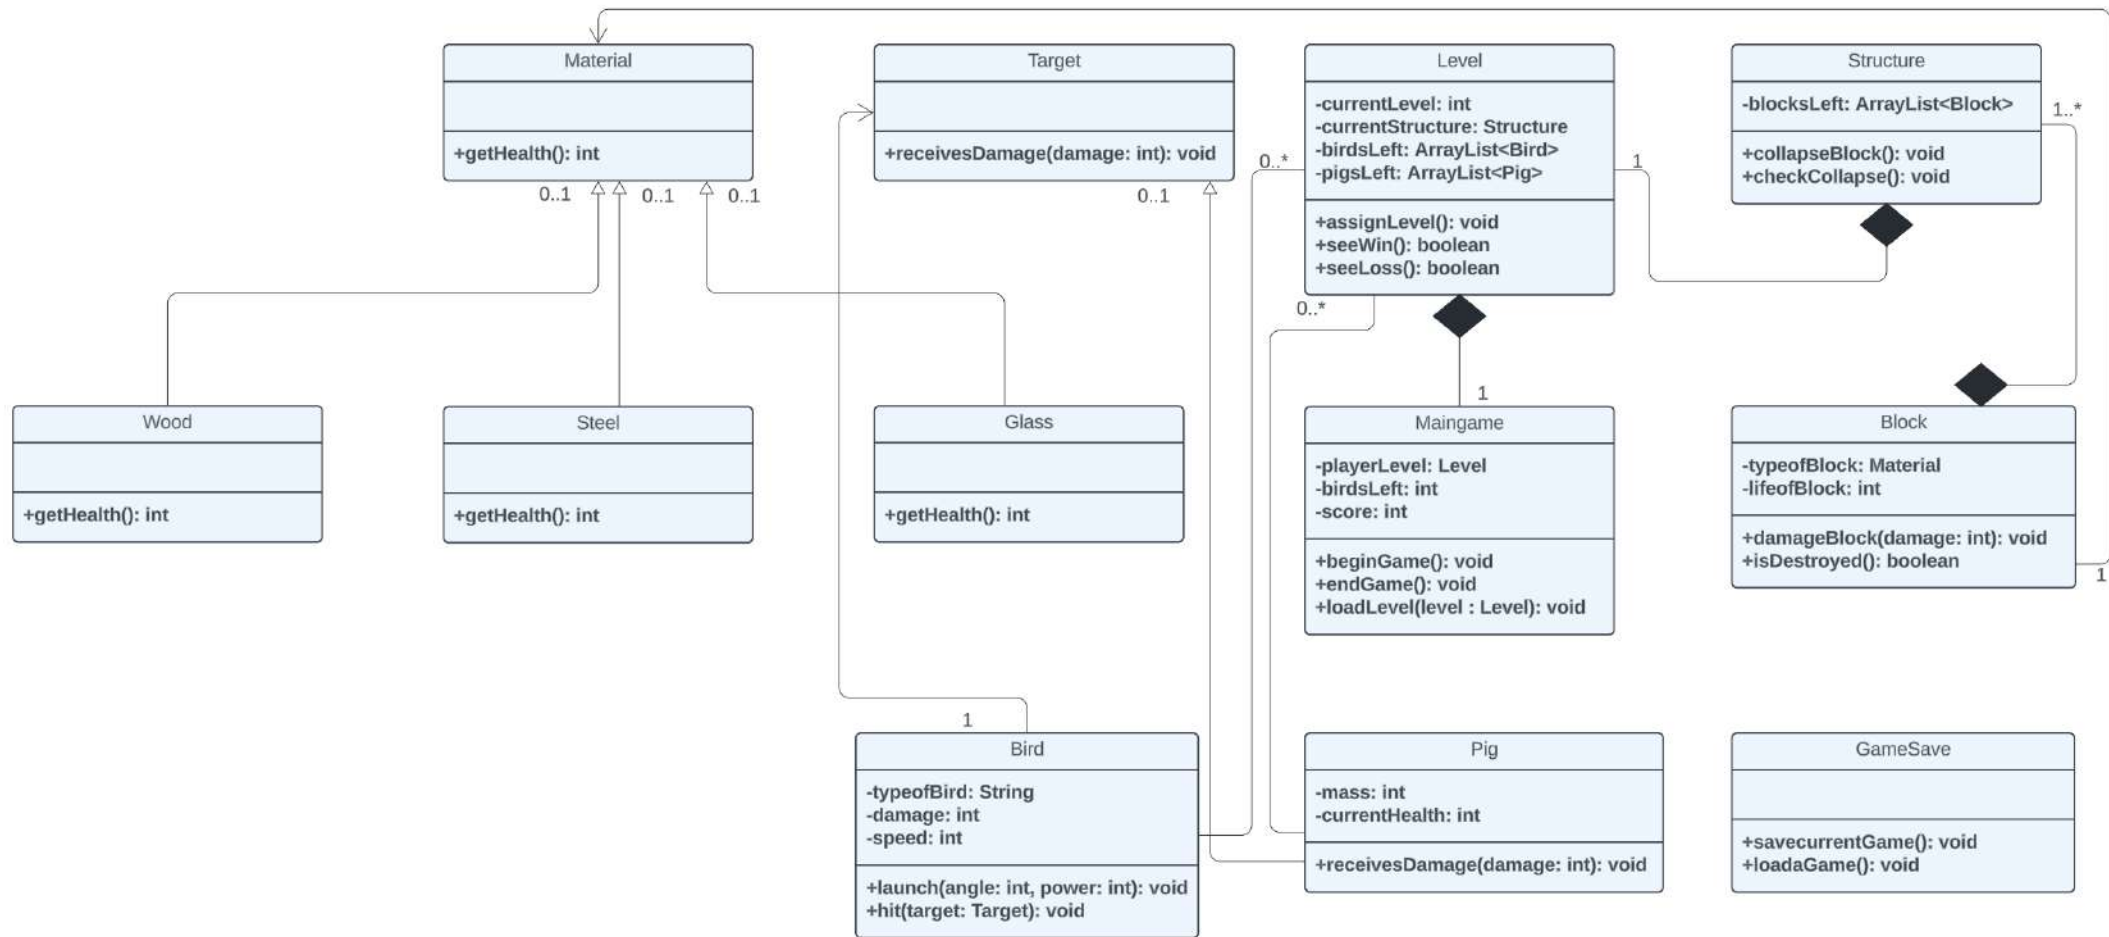 Material
+getHealth(): int
Target
+receivesDamage(damage: int): void
Level
-currentLevel: int
-currentStructure: Structure
-birdsLeft: ArrayList<Bird>
-pigsLeft: ArrayList<Pig>
+assignLevel(): void
+seeWin(): boolean
+seeLoss(): boolean
Structure
-blocksLeft: ArrayList<Block>
+collapseBlock(): void
+checkCollapse(): void
1..*
0..*
1
0..1
0..1
0..1
0..1
0..*
1
Wood
+getHealth(): int
Steel
+getHealth(): int
Glass
+getHealth(): int
Maingame
-playerLevel: Level
-birdsLeft: int
-score: int
+beginGame(): void
+endGame(): void
+loadLevel(level : Level): void
Block
-typeofBlock: Material
-lifeofBlock: int
+damageBlock(damage: int): void
+isDestroyed(): boolean
1
1
Bird
-typeofBird: String
-damage: int
-speed: int
+launch(angle: int, power: int): void
+hit(target: Target): void
Pig
-mass: int
-currentHealth: int
+receivesDamage(damage: int): void
GameSave
+savecurrentGame(): void
+loadaGame(): void